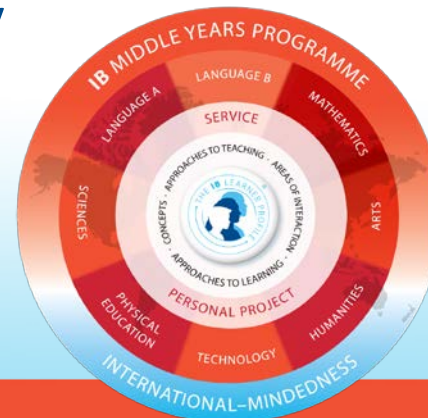 IB MIDDLE YEARS PROGRAMME
LANGUAGE B
LANGUAGE A
MATHEMATICS
SERVICE
SCIENCES
ARTS
APPROACHES TO TEACHING ·
AREAS OF INTERACTION ·
CONCEPTS ·
APPROACHES TO LEARNING ·
THE IB LEARNER PROFILE
PERSONAL PROJECT
PHYSICAL
EDUCATION
TECHNOLOGY
HUMANITIES
INTERNATIONAL–MINDEDNESS